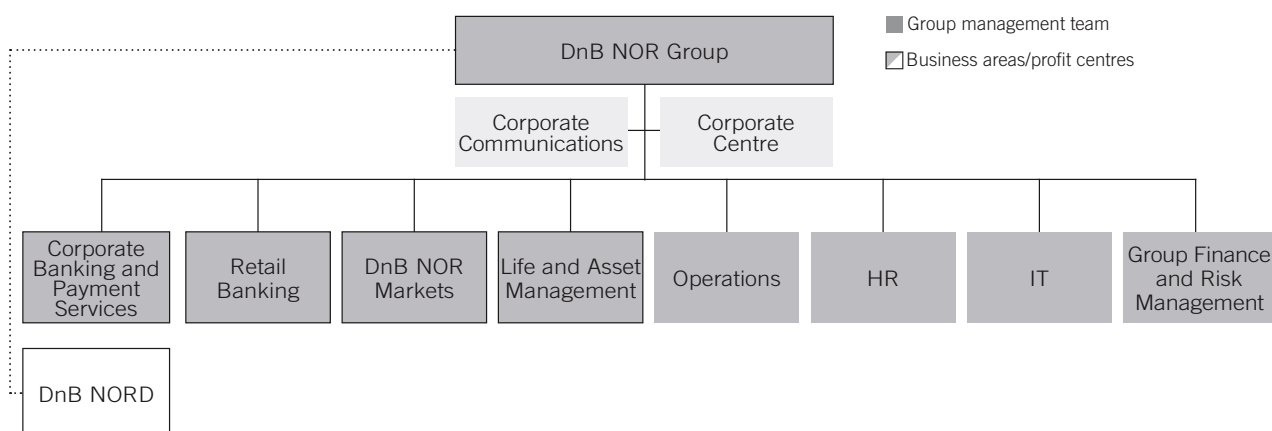 DnB NOR Group
Group management team
Business areas/profit centres
Corporate
Communications
Corporate
Centre
Corporate
Banking and
Payment
Services
Retail
Banking
DnB NOR
Markets
Life and Asset
Management
Operations
HR
IT
Group Finance
and Risk
Management
DnB NORD